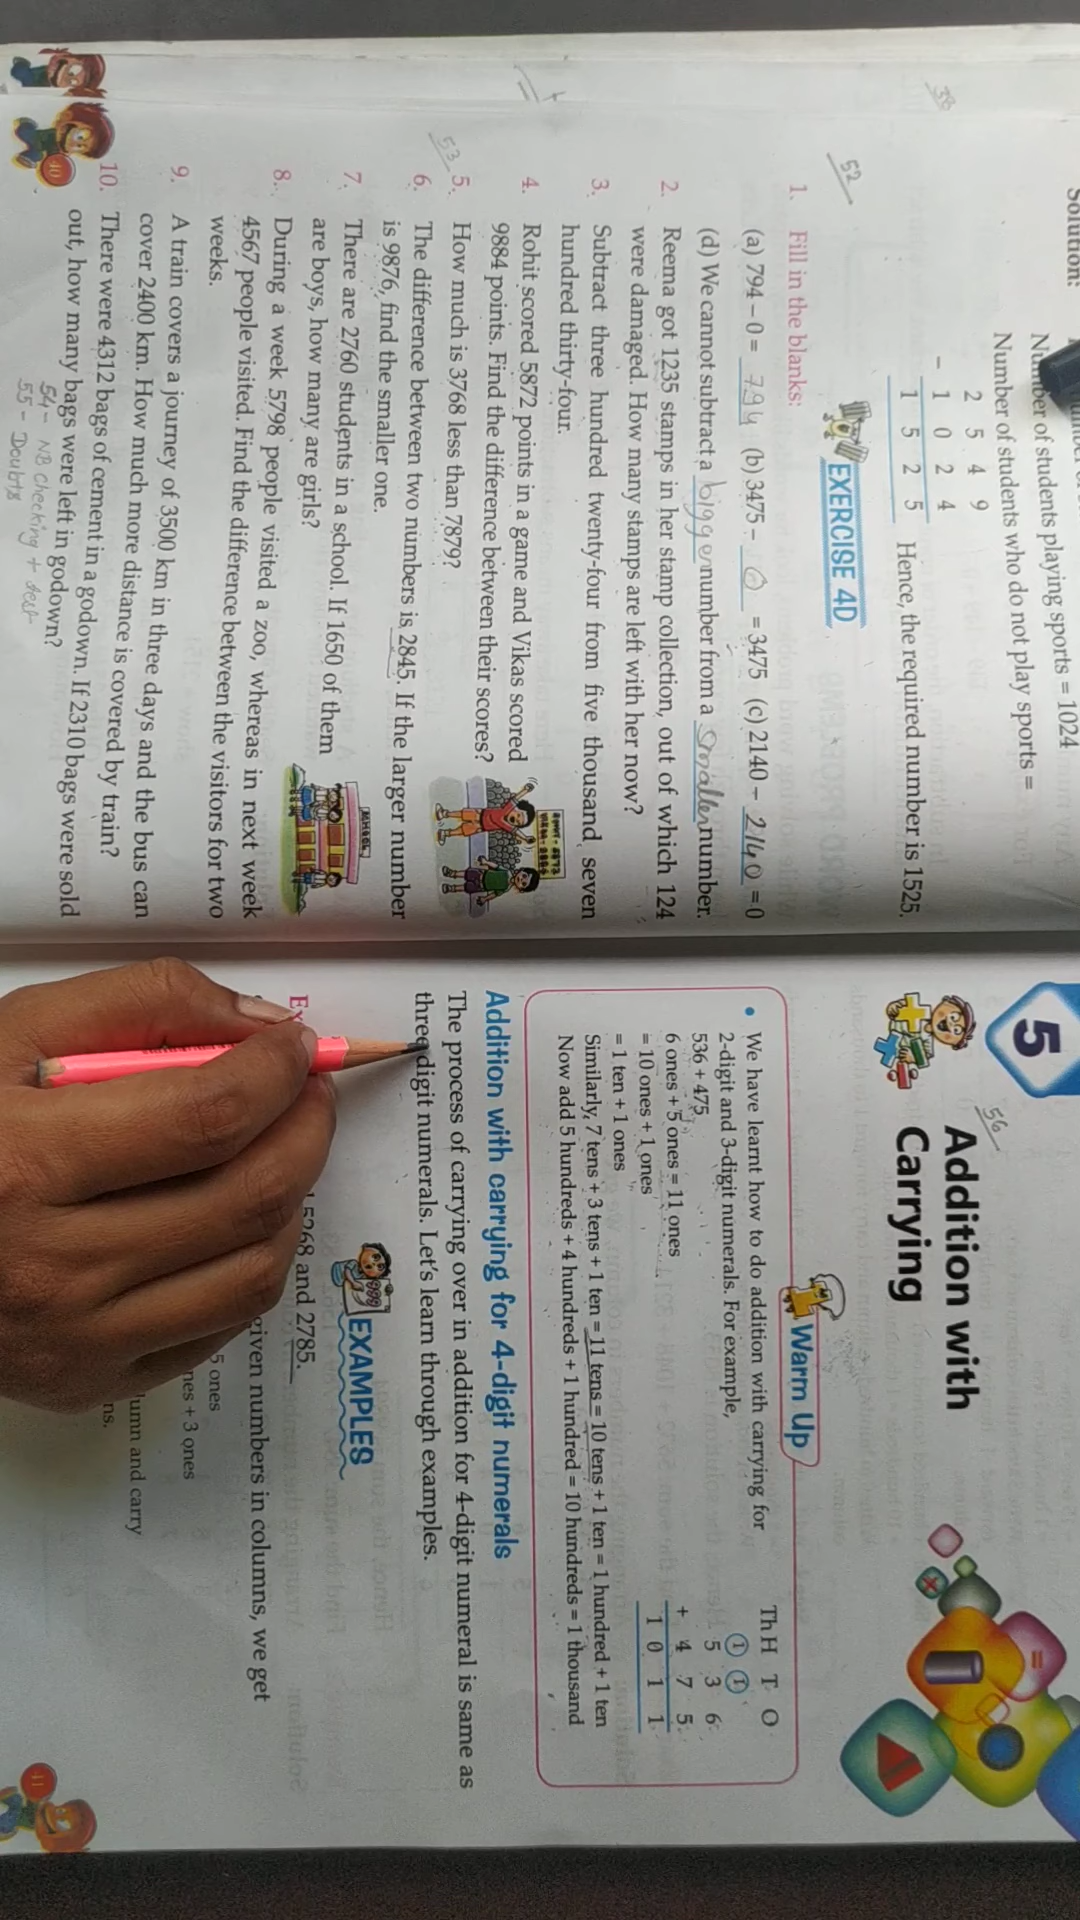 Solution:
Number of students playing sports = 1024
Number of students who do not play sports =
2 5 4 9
– 1 0 2 4
1 5 2 5
Hence, the required number is 1525.
38
52
EXERCISE 4D
1. Fill in the blanks:
(a) 794 – 0 = 794 (b) 3475 – 0 = 3475 (c) 2140 – 2140 = 0
(d) We cannot subtract a bigger number from a smaller number.
2. Reema got 1235 stamps in her stamp collection, out of which 124
were damaged. How many stamps are left with her now?
3. Subtract three hundred twenty-four from five thousand seven
hundred thirty-four.
4. Rohit scored 5872 points in a game and Vikas scored
9884 points. Find the difference between their scores?
53
5. How much is 3768 less than 7879?
6. The difference between two numbers is 2845. If the larger number
is 9876, find the smaller one.
7. There are 2760 students in a school. If 1650 of them
are boys, how many are girls?
SCHOOL
8. During a week 5798 people visited a zoo, whereas in next week
4567 people visited. Find the difference between the visitors for two
weeks.
9. A train covers a journey of 3500 km in three days and the bus can
cover 2400 km. How much more distance is covered by train?
10. There were 4312 bags of cement in a godown. If 2310 bags were sold
out, how many bags were left in godown?
54 - NB Checking + test
55 - Doubts
40
5
56
Addition with
Carrying
Warm Up
• We have learnt how to do addition with carrying for
2-digit and 3-digit numerals. For example,
536 + 475
6 ones + 5 ones = 11 ones
= 10 ones + 1 ones
= 1 ten + 1 ones
Similarly, 7 tens + 3 tens + 1 ten = 11 tens = 10 tens + 1 ten = 1 hundred + 1 ten
Now add 5 hundreds + 4 hundreds + 1 hundred = 10 hundreds = 1 thousand
Th H T O
1 1
5 3 6
+ 4 7 5
1 0 1 1
Addition with carrying for 4-digit numerals
The process of carrying over in addition for 4-digit numeral is same as
three digit numerals. Let's learn through examples.
EXAMPLES
5268 and 2785.
given numbers in columns, we get
5 ones
+ 3 ones
and carry
41